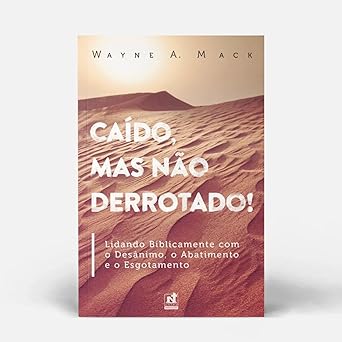 WAYNE A. MACK
CAÍDO,
MAS NÃO
DERROTADO!
Lidando Biblicamente com
o Desânimo, o Abatimento
e o Esgotamento